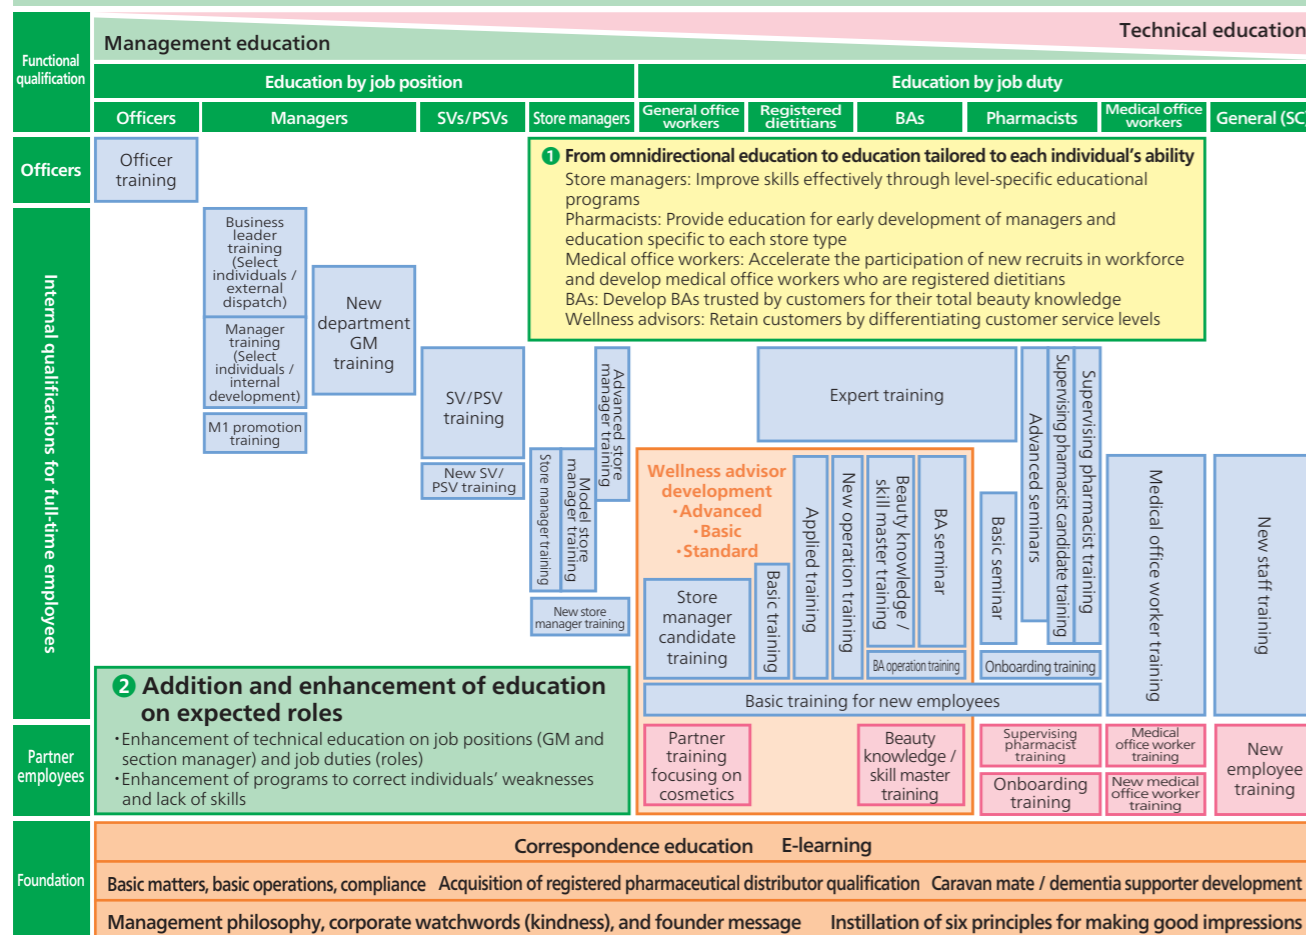 Functional
qualification
Management education
Technical education
Education by job position
Education by job duty
Officers
Managers
SVs/PSVs
Store managers
General office
workers
Registered
dietitians
BAs
Pharmacists
Medical office
workers
General (SC)
Officers
Officer
training
❶ From omnidirectional education to education tailored to each individual's ability
Store managers: Improve skills effectively through level-specific educational
programs
Pharmacists: Provide education for early development of managers and
education specific to each store type
Medical office workers: Accelerate the participation of new recruits in workforce
and develop medical office workers who are registered dietitians
BAs: Develop BAs trusted by customers for their total beauty knowledge
Wellness advisors: Retain customers by differentiating customer service levels
Internal qualifications for full-time employees
Business
leader
training
(Select
individuals /
external
dispatch)
Manager
training
(Select
individuals /
internal
development)
M1 promotion
training
New
department
GM
training
SV/PSV
training
New SV/
PSV training
Store manager training
Model store
manager training
Advanced store
manager training
New store
manager training
Expert training
Wellness advisor
development
・Advanced
・Basic
・Standard
Store
manager
candidate
training
Basic training
Applied training
New operation training
Beauty knowledge /
skill master training
BA seminar
BA operation training
Basic seminar
Advanced seminars
Supervising pharmacist candidate training
Supervising pharmacist training
Onboarding training
Medical office worker training
New staff training
Basic training for new employees
❷ Addition and enhancement of education
on expected roles
・Enhancement of technical education on job positions (GM and
section manager) and job duties (roles)
・Enhancement of programs to correct individuals' weaknesses
and lack of skills
Partner
employees
Partner
training
focusing on
cosmetics
Beauty
knowledge /
skill master
training
Supervising
pharmacist
training
Onboarding
training
Medical
office worker
training
New medical
office worker
training
New
employee
training
Foundation
Correspondence education E-learning
Basic matters, basic operations, compliance Acquisition of registered pharmaceutical distributor qualification Caravan mate / dementia supporter development
Management philosophy, corporate watchwords (kindness), and founder message Instillation of six principles for making good impressions